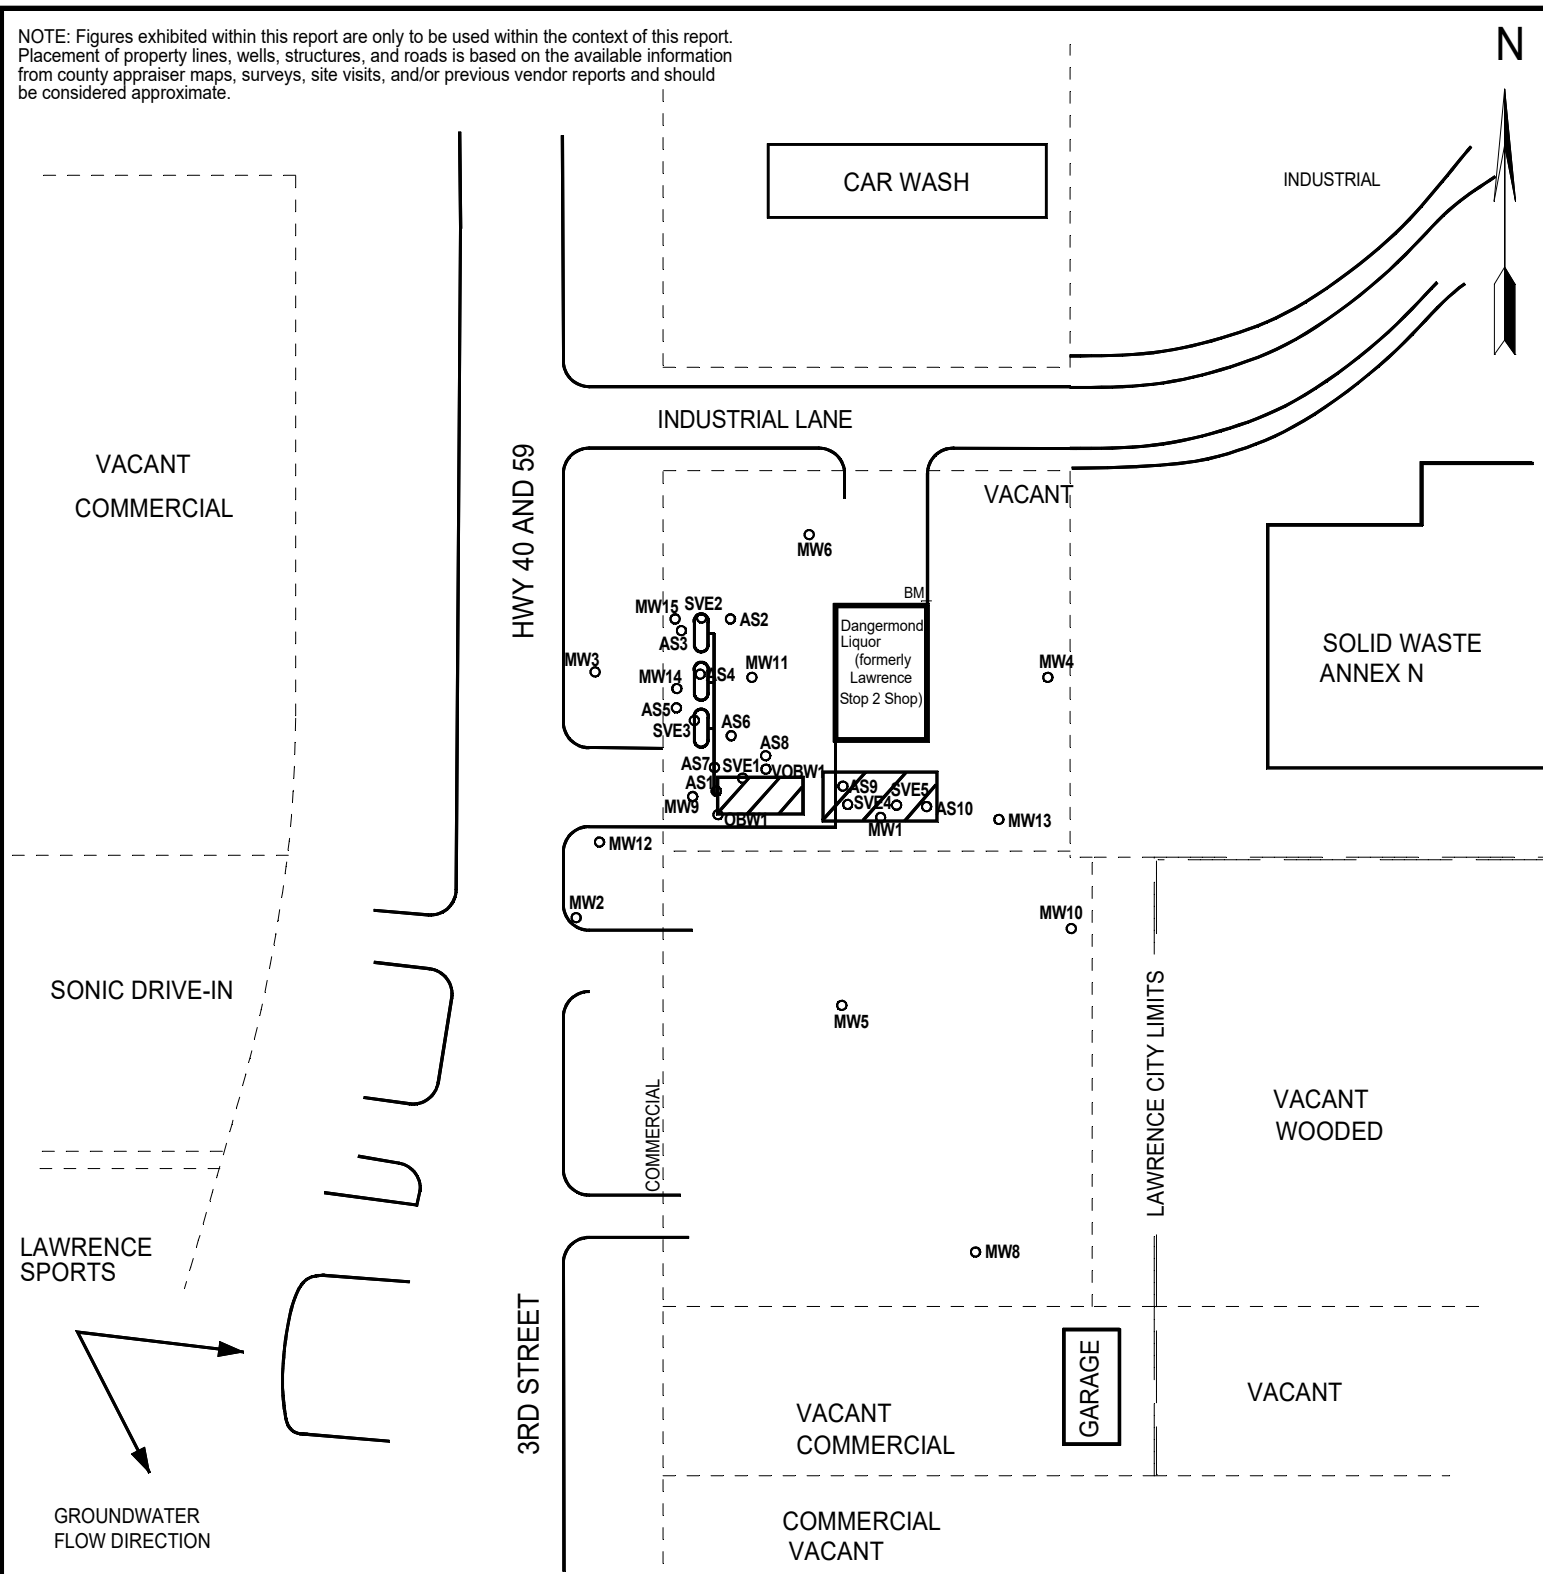 NOTE: Figures exhibited within this report are only to be used within the context of this report.
Placement of property lines, wells, structures, and roads is based on the available information
from county appraiser maps, surveys, site visits, and/or previous vendor reports and should
be considered approximate.
N
CAR WASH
INDUSTRIAL
INDUSTRIAL LANE
HWY 40 AND 59
VACANT
COMMERCIAL
VACANT
MW6
BM
MW15
SVE2
AS2
AS3
Dangermond
Liquor
(formerly
Lawrence
Stop 2 Shop)
SOLID WASTE
ANNEX N
MW3
MW14
AS4
MW11
MW4
AS5
SVE3
AS6
AS8
AS7
SVE1
VOBW1
AS1
MW9
OBW1
AS9
SVE4
SVE5
AS10
MW1
MW13
MW12
MW2
MW10
SONIC DRIVE-IN
MW5
LAWRENCE CITY LIMITS
COMMERCIAL
VACANT
WOODED
LAWRENCE
SPORTS
MW8
3RD STREET
GARAGE
VACANT
VACANT
COMMERCIAL
GROUNDWATER
FLOW DIRECTION
COMMERCIAL
VACANT